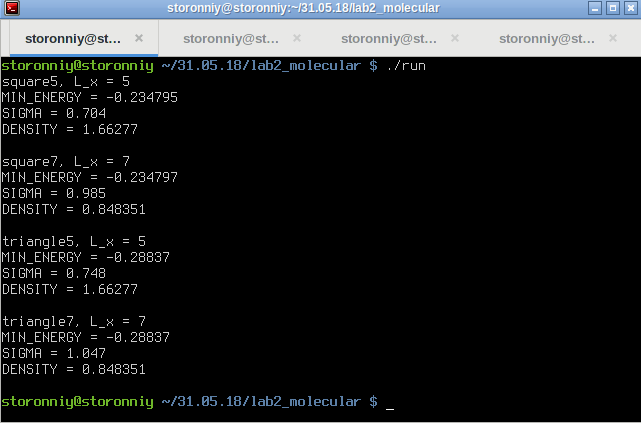 storonniy@storonniy:~/31.05.18/lab2_molecular
storonniy@st... × storonniy@st... × storonniy@st... × storonniy@st... ×
storonniy@storonniy ~/31.05.18/lab2_molecular $ ./run
square5, L_x = 5
MIN_ENERGY = -0.234795
SIGMA = 0.704
DENSITY = 1.66277
square7, L_x = 7
MIN_ENERGY = -0.234797
SIGMA = 0.985
DENSITY = 0.848351
triangle5, L_x = 5
MIN_ENERGY = -0.28837
SIGMA = 0.748
DENSITY = 1.66277
triangle7, L_x = 7
MIN_ENERGY = -0.28837
SIGMA = 1.047
DENSITY = 0.848351
storonniy@storonniy ~/31.05.18/lab2_molecular $ _